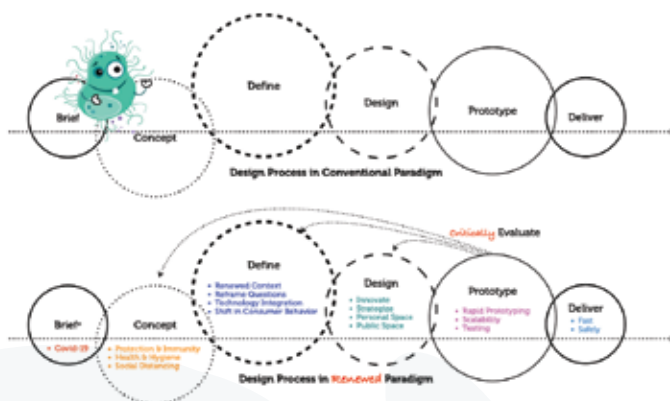 Brief
Concept
Define
Design
Prototype
Deliver
Design Process in Conventional Paradigm
Critically Evaluate
Define
+ Renewed Context
+ Reframe Questions
+ Technology Integration
+ Shift in Consumer Behavior
Design
+ Innovate
+ Strategise
+ Personal Space
+ Public Space
Prototype
+ Rapid Prototyping
+ Scalability
+ Testing
Deliver
+ Fast
+ Safely
Brief+
+ Covid-19
Concept
+ Protection & Immunity
+ Health & Hygiene
+ Social Distancing
Design Process in Renewed Paradigm